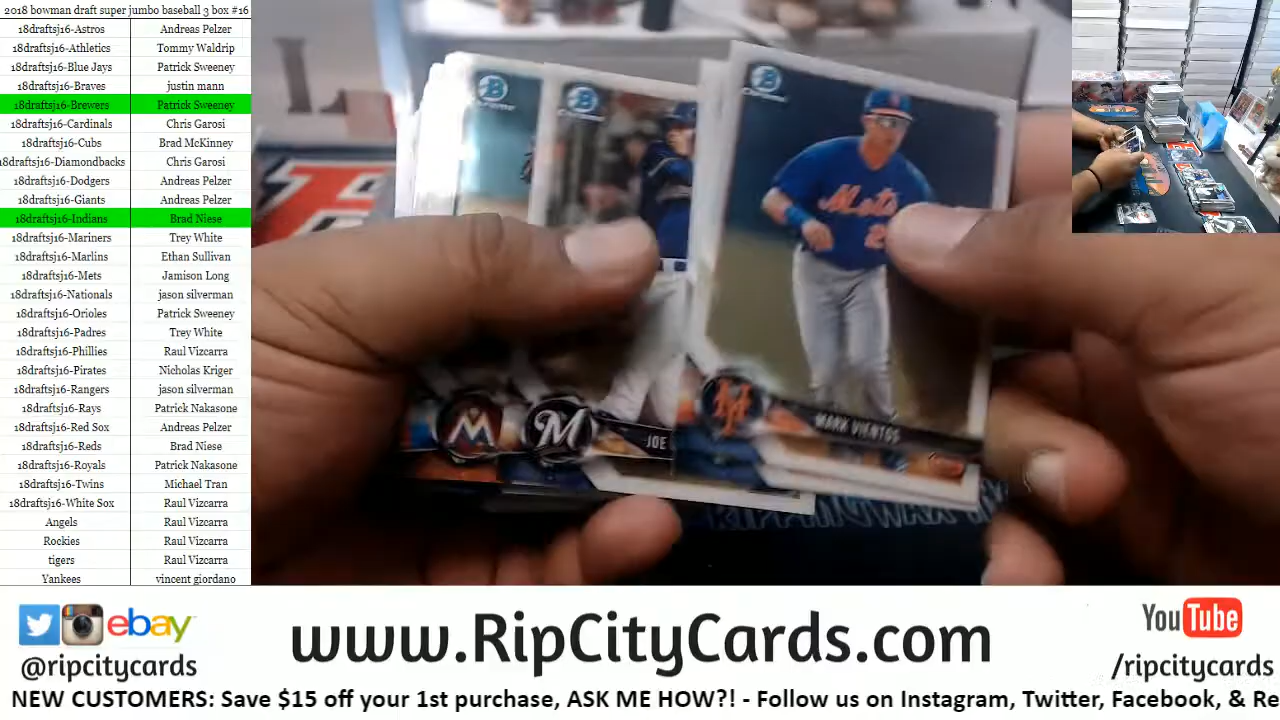 2018 bowman draft super jumbo baseball 3 box #16
18draftsj16-Astros Andreas Pelzer
18draftsj16-Athletics Tommy Waldrip
18draftsj16-Blue Jays Patrick Sweeney
18draftsj16-Braves justin mann
18draftsj16-Brewers Patrick Sweeney
18draftsj16-Cardinals Chris Garosi
18draftsj16-Cubs Brad McKinney
18draftsj16-Diamondbacks Chris Garosi
18draftsj16-Dodgers Andreas Pelzer
18draftsj16-Giants Andreas Pelzer
18draftsj16-Indians Brad Niese
18draftsj16-Mariners Trey White
18draftsj16-Marlins Ethan Sullivan
18draftsj16-Mets Jamison Long
18draftsj16-Nationals jason silverman
18draftsj16-Orioles Patrick Sweeney
18draftsj16-Padres Trey White
18draftsj16-Phillies Raul Vizcarra
18draftsj16-Pirates Nicholas Kriger
18draftsj16-Rangers jason silverman
18draftsj16-Rays Patrick Nakasone
18draftsj16-Red Sox Andreas Pelzer
18draftsj16-Reds Brad Niese
18draftsj16-Royals Patrick Nakasone
18draftsj16-Twins Michael Tran
18draftsj16-White Sox Raul Vizcarra
Angels Raul Vizcarra
Rockies Raul Vizcarra
tigers Raul Vizcarra
Yankees vincent giordano
B Chrome
B Chrome
B Chrome
Mets
2
M
M
JOE
MARK VIENTOS
ebay
@ripcitycards
www.RipCityCards.com
YouTube
/ripcitycards
NEW CUSTOMERS: Save $15 off your 1st purchase, ASK ME HOW?! - Follow us on Instagram, Twitter, Facebook, & Re